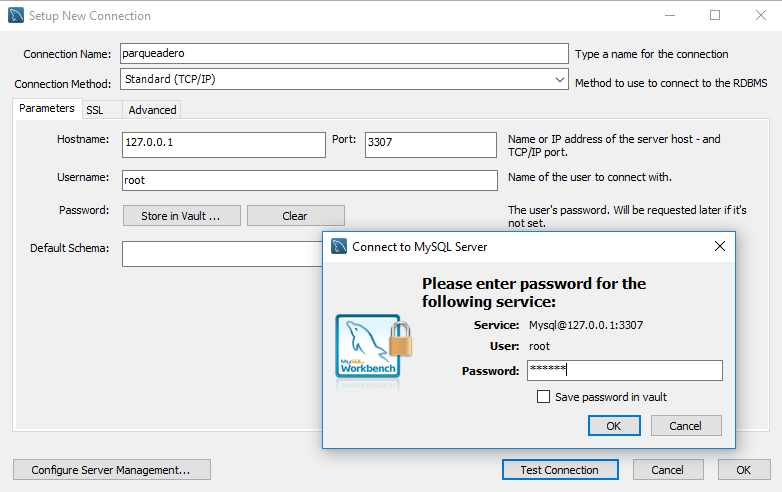 Setup New Connection
Connection Name: parqueadero Type a name for the connection
Connection Method: Standard (TCP/IP) Method to use to connect to the RDBMS
Parameters SSL Advanced
Hostname: 127.0.0.1 Port: 3307 Name or IP address of the server host - and
TCP/IP port.
Username: root Name of the user to connect with.
Password: Store in Vault ... Clear The user's password. Will be requested later if it's
not set.
Default Schema:
Connect to MySQL Server
Please enter password for the
following service:
Service: Mysql@127.0.0.1:3307
User: root
Password: ******
MySQL
Workbench
Save password in vault
OK Cancel
Configure Server Management... Test Connection Cancel OK